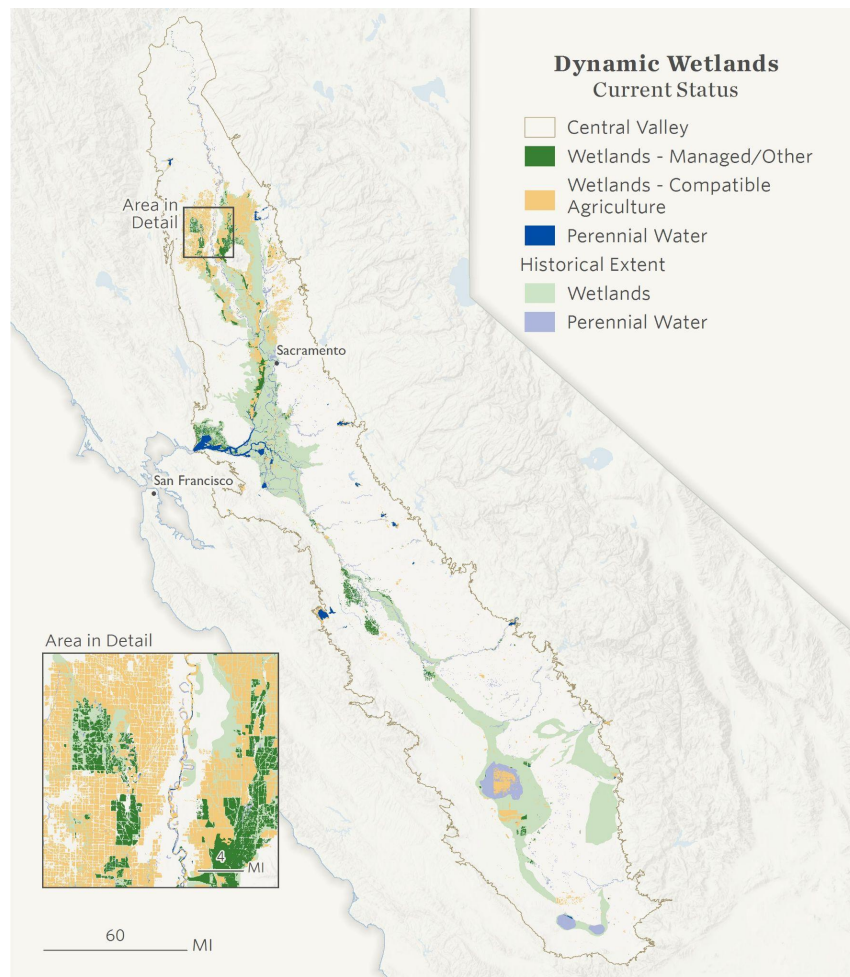 Dynamic Wetlands
Current Status
Central Valley
Wetlands - Managed/Other
Wetlands - Compatible
Agriculture
Perennial Water
Historical Extent
Wetlands
Perennial Water
Area in
Detail
Sacramento
San Francisco
Area in Detail
4
MI
60
MI